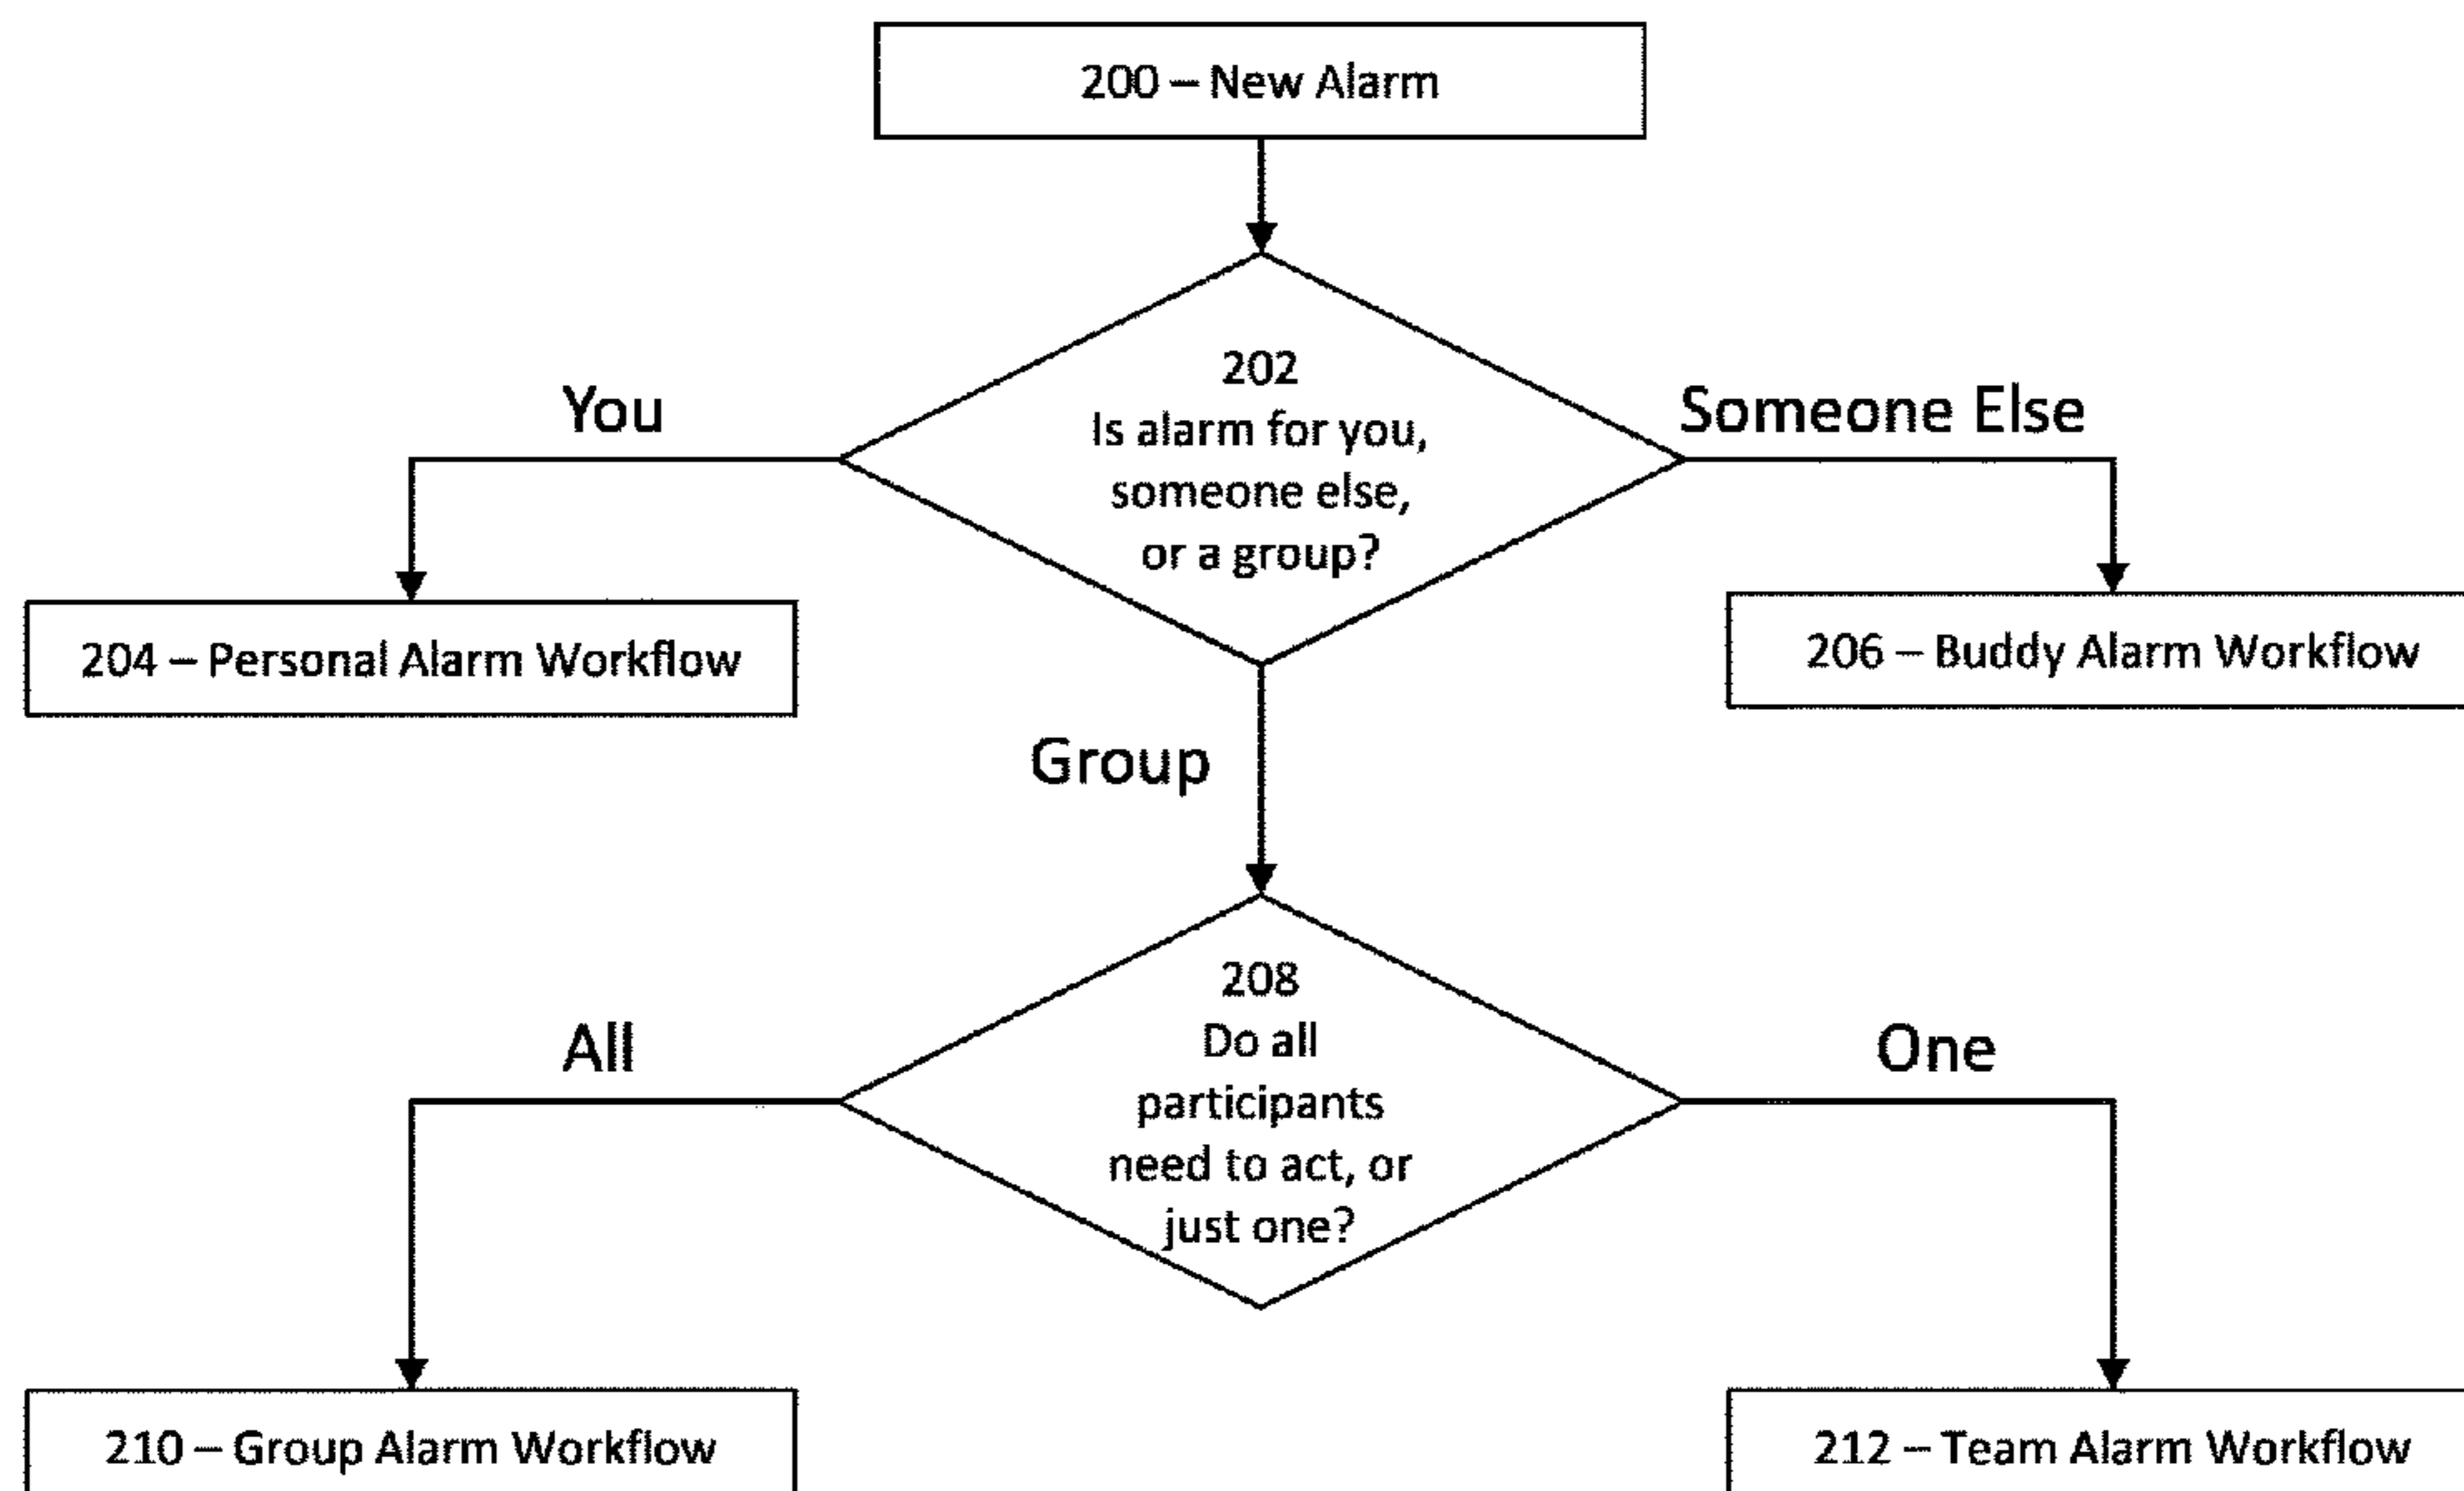 200 – New Alarm
202
Is alarm for you,
someone else,
or a group?
You
Someone Else
204 – Personal Alarm Workflow
206 – Buddy Alarm Workflow
Group
208
Do all
participants
need to act, or
just one?
All
One
210 – Group Alarm Workflow
212 – Team Alarm Workflow